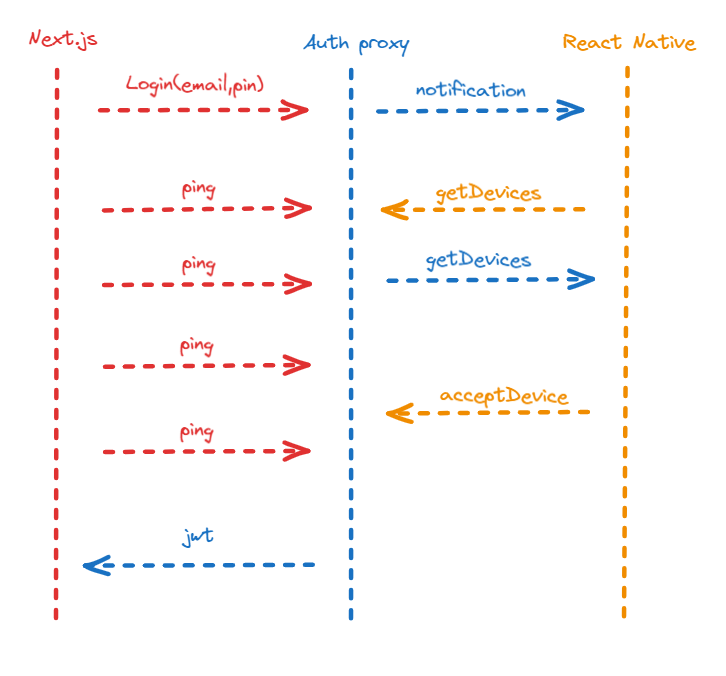 Next.js
Auth proxy
React Native
Login(email,pin)
notification
ping
getDevices
ping
getDevices
ping
acceptDevice
ping
jwt